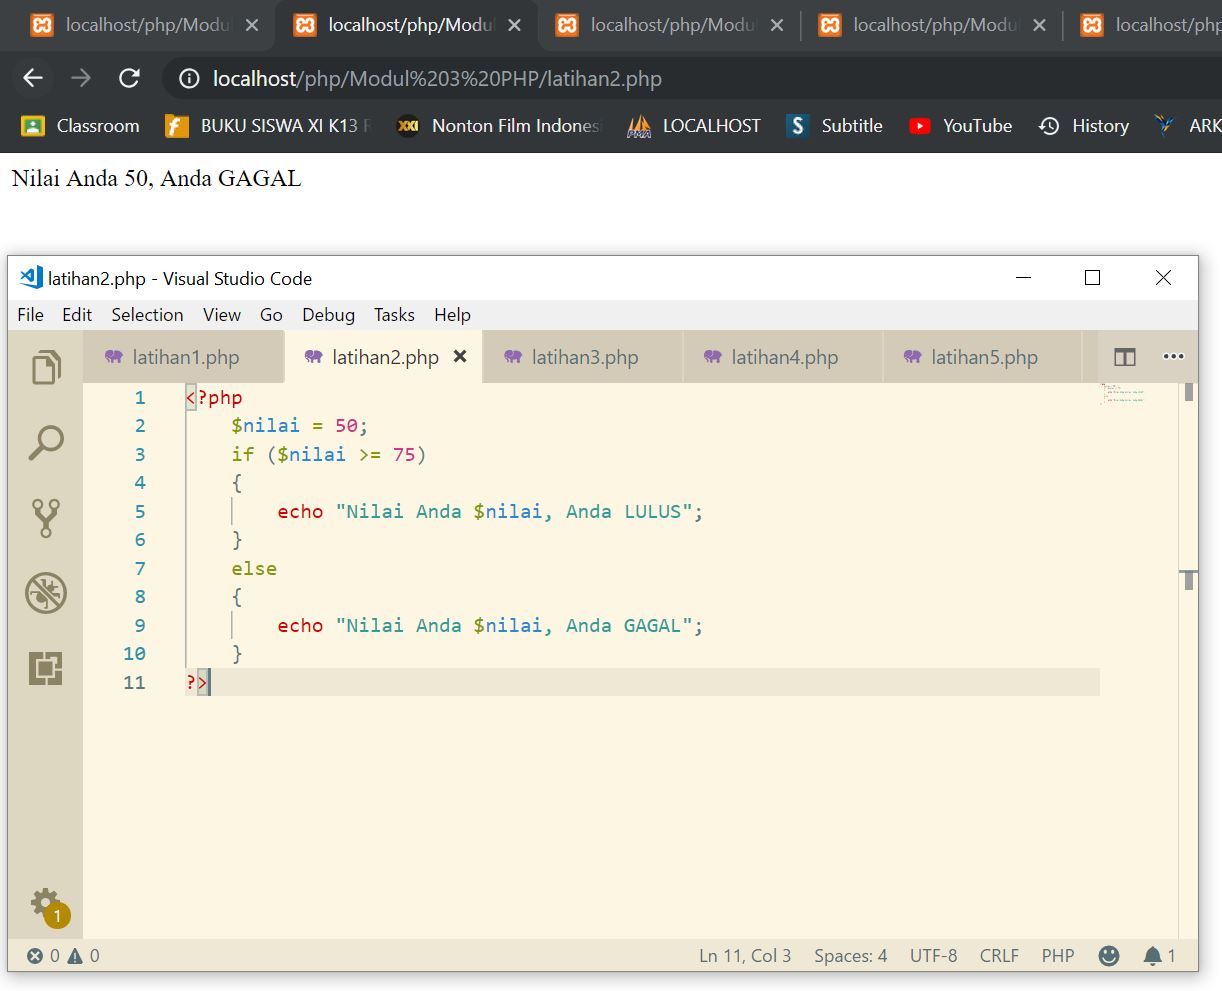 localhost/php/Modul localhost/php/Modul localhost/php/Modul localhost/php/Modul localhost/php
localhost/php/Modul%203%20PHP/latihan2.php
Classroom BUKU SISWA XI K13 Nonton Film Indones LOCALHOST Subtitle YouTube History ARK
Nilai Anda 50, Anda GAGAL
latihan2.php - Visual Studio Code
File Edit Selection View Go Debug Tasks Help
latihan1.php latihan2.php latihan3.php latihan4.php latihan5.php
1 <?php
2 $nilai = 50;
3 if ($nilai >= 75)
4 {
5 echo "Nilai Anda $nilai, Anda LULUS";
6 }
7 else
8 {
9 echo "Nilai Anda $nilai, Anda GAGAL";
10 }
11 ?>
1
0 0 Ln 11, Col 3 Spaces: 4 UTF-8 CRLF PHP 1